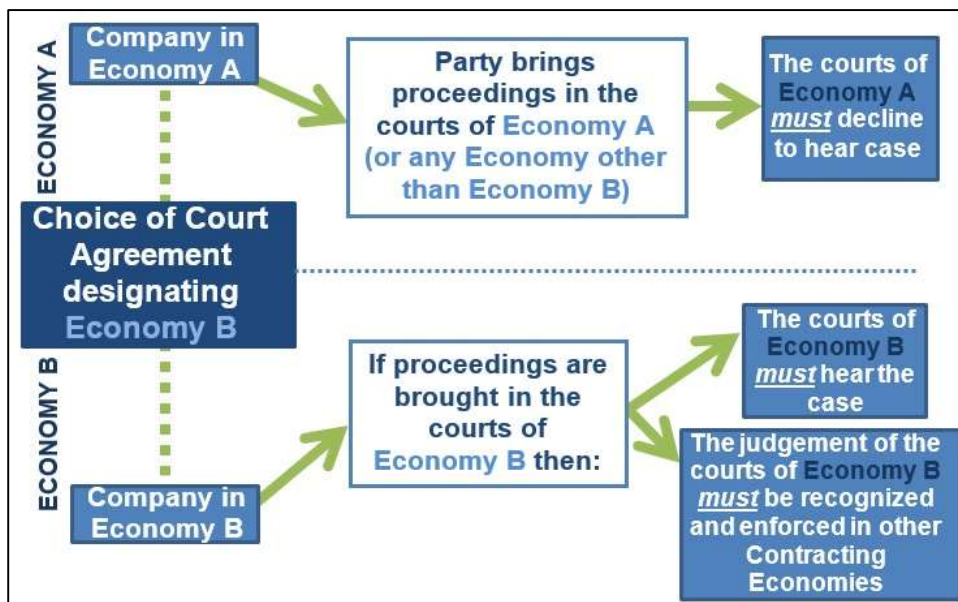 ECONOMY A
Company in
Economy A
Party brings
proceedings in the
courts of Economy A
(or any Economy other
than Economy B)
The courts of
Economy A
must decline
to hear case
Choice of Court
Agreement
designating
Economy B
ECONOMY B
Company in
Economy B
If proceedings are
brought in the
courts of
Economy B then:
The courts of
Economy B
must hear the
case
The judgement of the
courts of Economy B
must be recognized
and enforced in other
Contracting
Economies